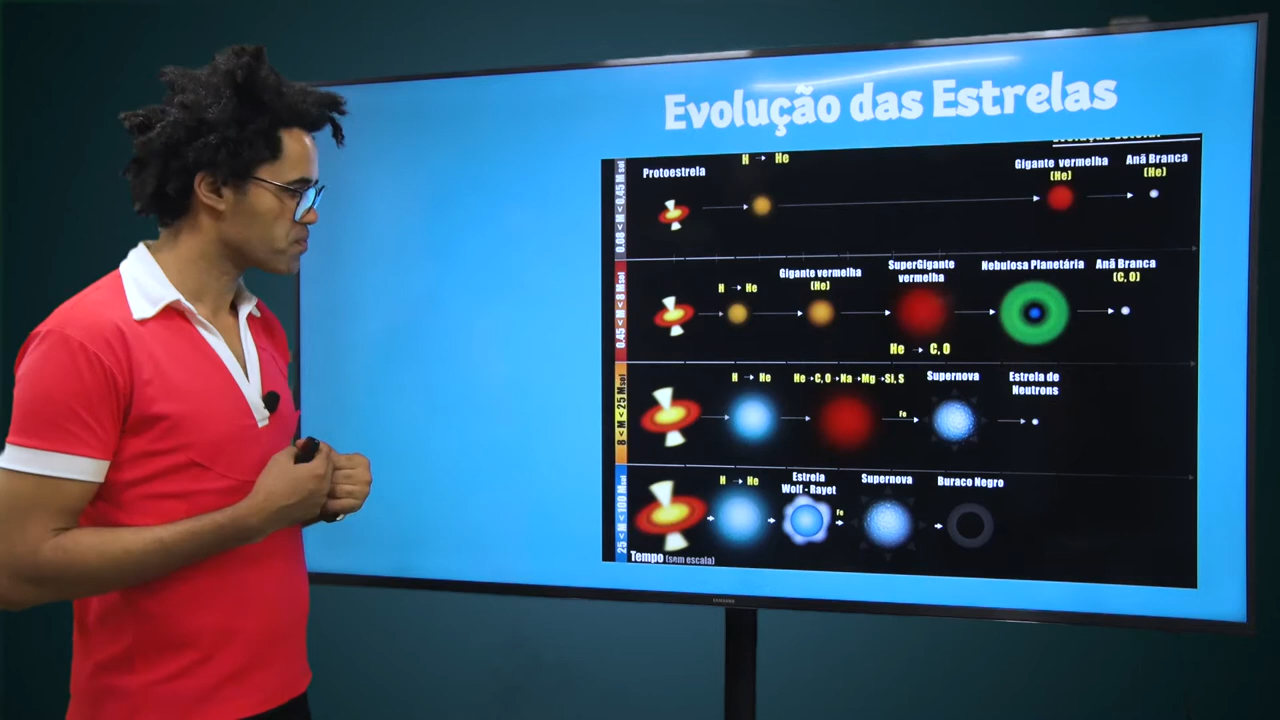 Evolução das Estrelas
0.08 < M < 0.45 M sol
Protoestrela
H → He
Gigante vermelha
(He)
Anã Branca
(He)
0.45 < M < 8 Msol
H → He
Gigante vermelha
(He)
SuperGigante
vermelha
He → C, O
Nebulosa Planetária
Anã Branca
(C, O)
8 < M < 25 Msol
H → He
He → C, O → Na → Mg → Si, S
Fe
Supernova
Estrela de
Neutrons
25 < M < 100 Msol
H → He
Estrela
Wolf - Rayet
Fe
Supernova
Buraco Negro
Tempo (sem escala)
SAMSUNG